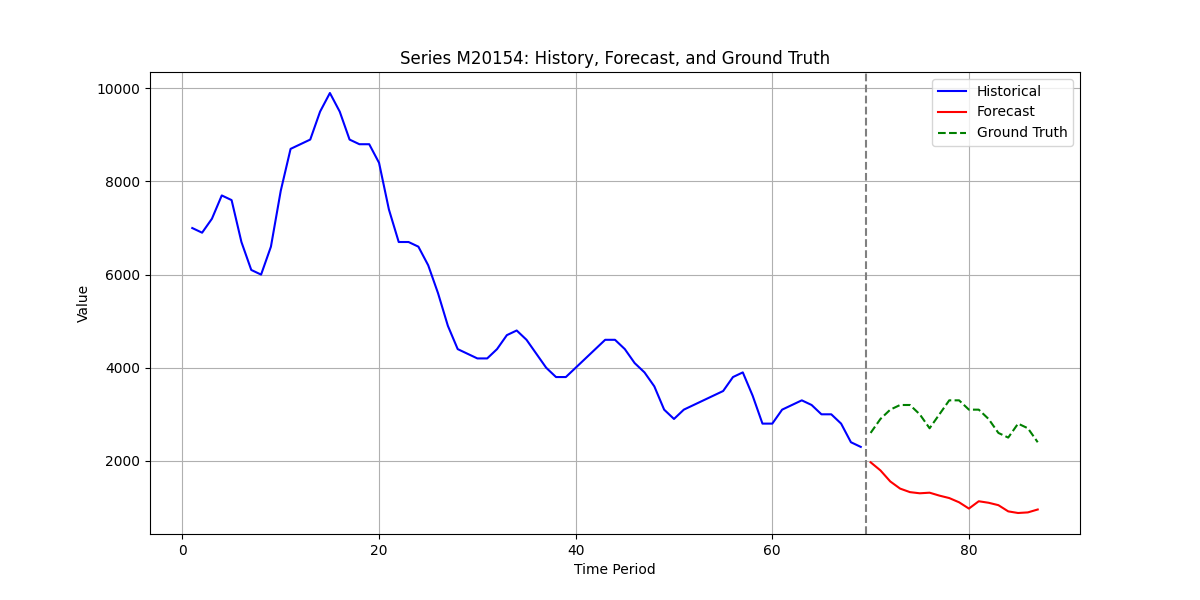 Series M20154: History, Forecast, and Ground Truth
Historical
Forecast
Ground Truth
10000
8000
6000
4000
2000
Value
0 20 40 60 80
Time Period